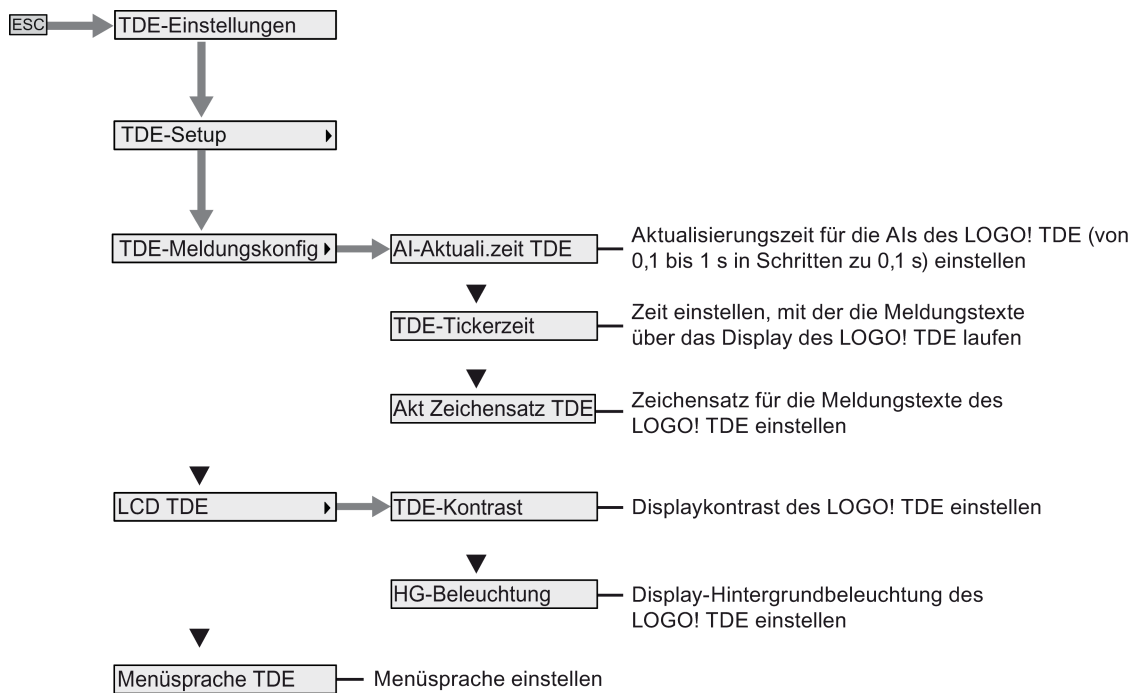 ESC
TDE-Einstellungen
TDE-Setup
TDE-Meldungskonfig
AI-Aktuali.zeit TDE
Aktualisierungszeit für die AIs des LOGO! TDE (von
0,1 bis 1 s in Schritten zu 0,1 s) einstellen
TDE-Tickerzeit
Zeit einstellen, mit der die Meldungstexte
über das Display des LOGO! TDE laufen
Akt Zeichensatz TDE
Zeichensatz für die Meldungstexte des
LOGO! TDE einstellen
LCD TDE
TDE-Kontrast
Displaykontrast des LOGO! TDE einstellen
HG-Beleuchtung
Display-Hintergrundbeleuchtung des
LOGO! TDE einstellen
Menüsprache TDE
Menüsprache einstellen